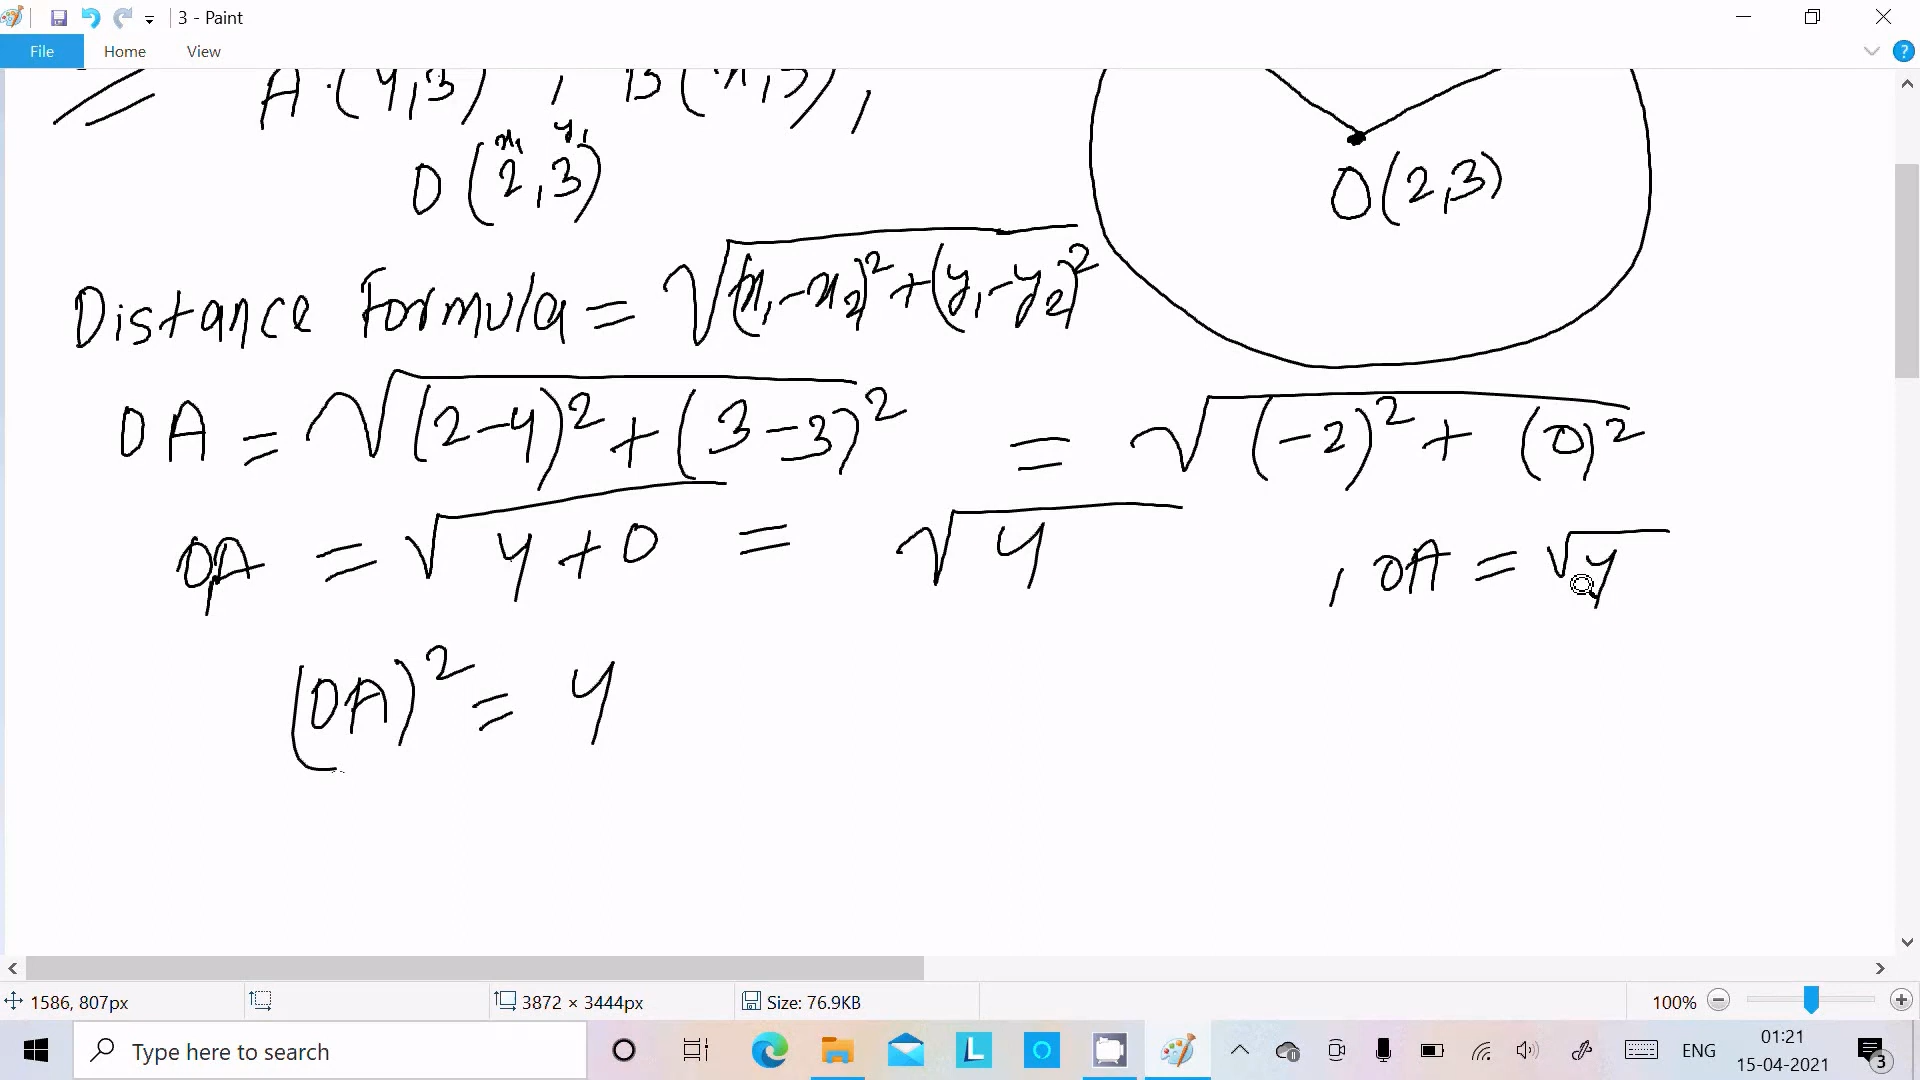 3 - Paint
File Home View
A(4,3) , B(x,5) ,
x₁ y₁
O(2,3)
O(2,3)
Distance Formula = √(x₁-x₂)²+(y₁-y₂)²
OA = √(2-4)²+(3-3)² = √(-2)²+(0)²
OA = √4+0 = √4 , OA = √4
(OA)² = 4
1586, 807px 3872 × 3444px Size: 76.9KB 100%
Type here to search L ENG 01:21
15-04-2021 3